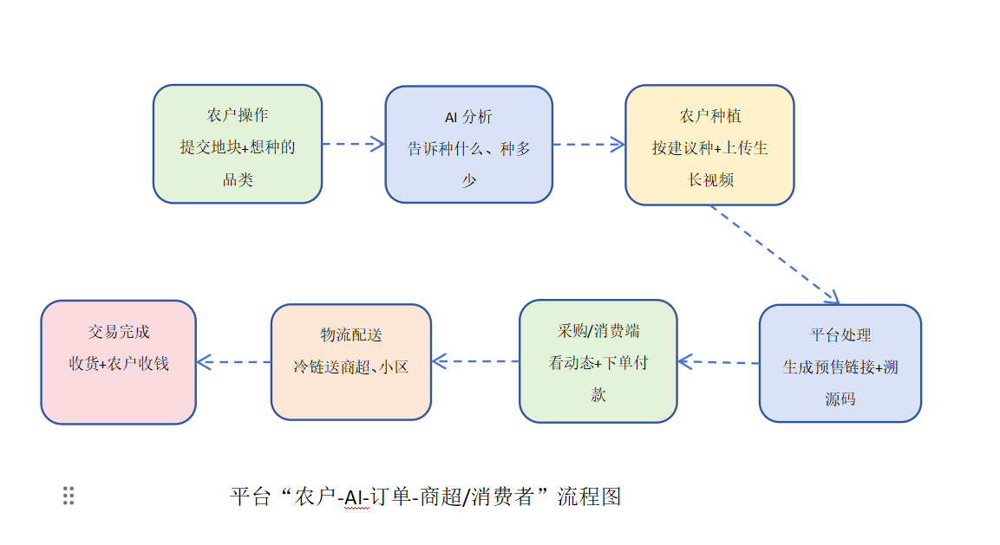 农户操作
提交地块+想种的
品类
AI 分析
告诉种什么、种多
少
农户种植
按建议种+上传生
长视频
平台处理
生成预售链接+溯
源码
采购/消费端
看动态+下单付
款
物流配送
冷链送商超、小区
交易完成
收货+农户收钱
平台“农户-AI-订单-商超/消费者”流程图